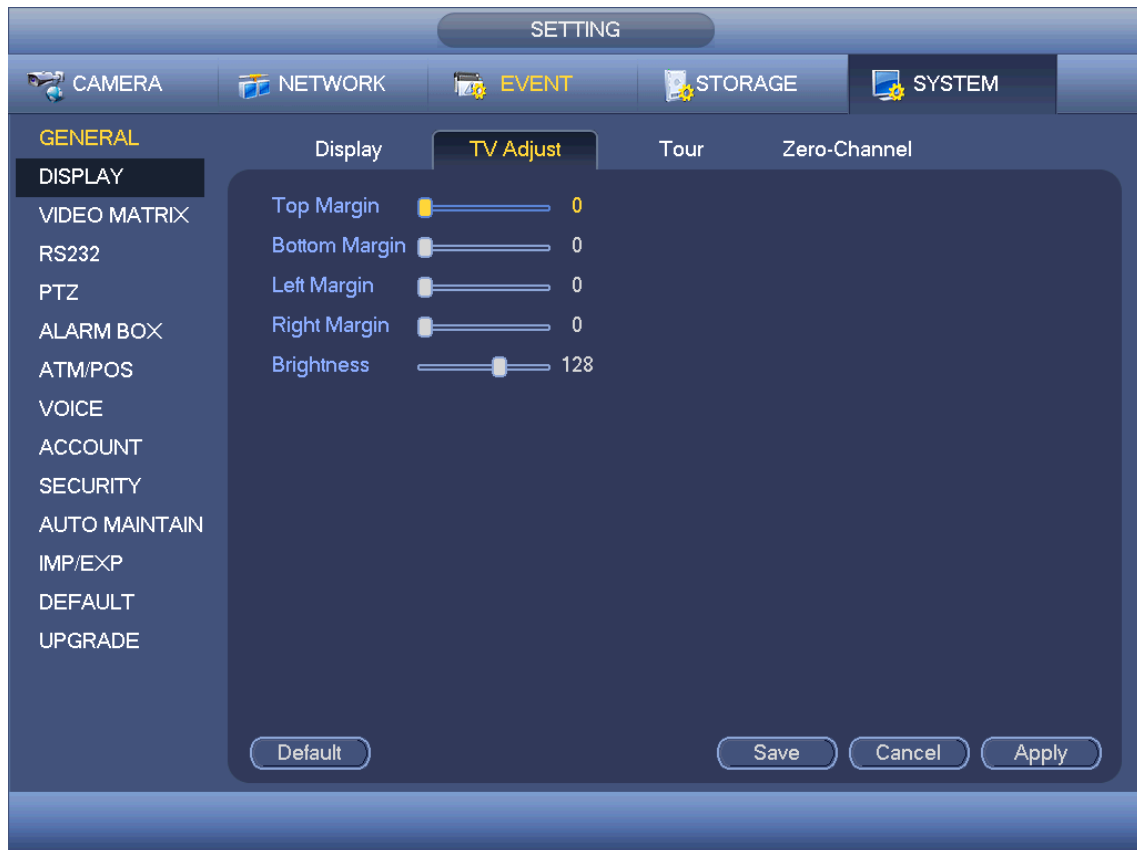 SETTING
CAMERA NETWORK EVENT STORAGE SYSTEM
GENERAL
DISPLAY
VIDEO MATRIX
RS232
PTZ
ALARM BOX
ATM/POS
VOICE
ACCOUNT
SECURITY
AUTO MAINTAIN
IMP/EXP
DEFAULT
UPGRADE
Display TV Adjust Tour Zero-Channel
Top Margin 0
Bottom Margin 0
Left Margin 0
Right Margin 0
Brightness 128
Default Save Cancel Apply